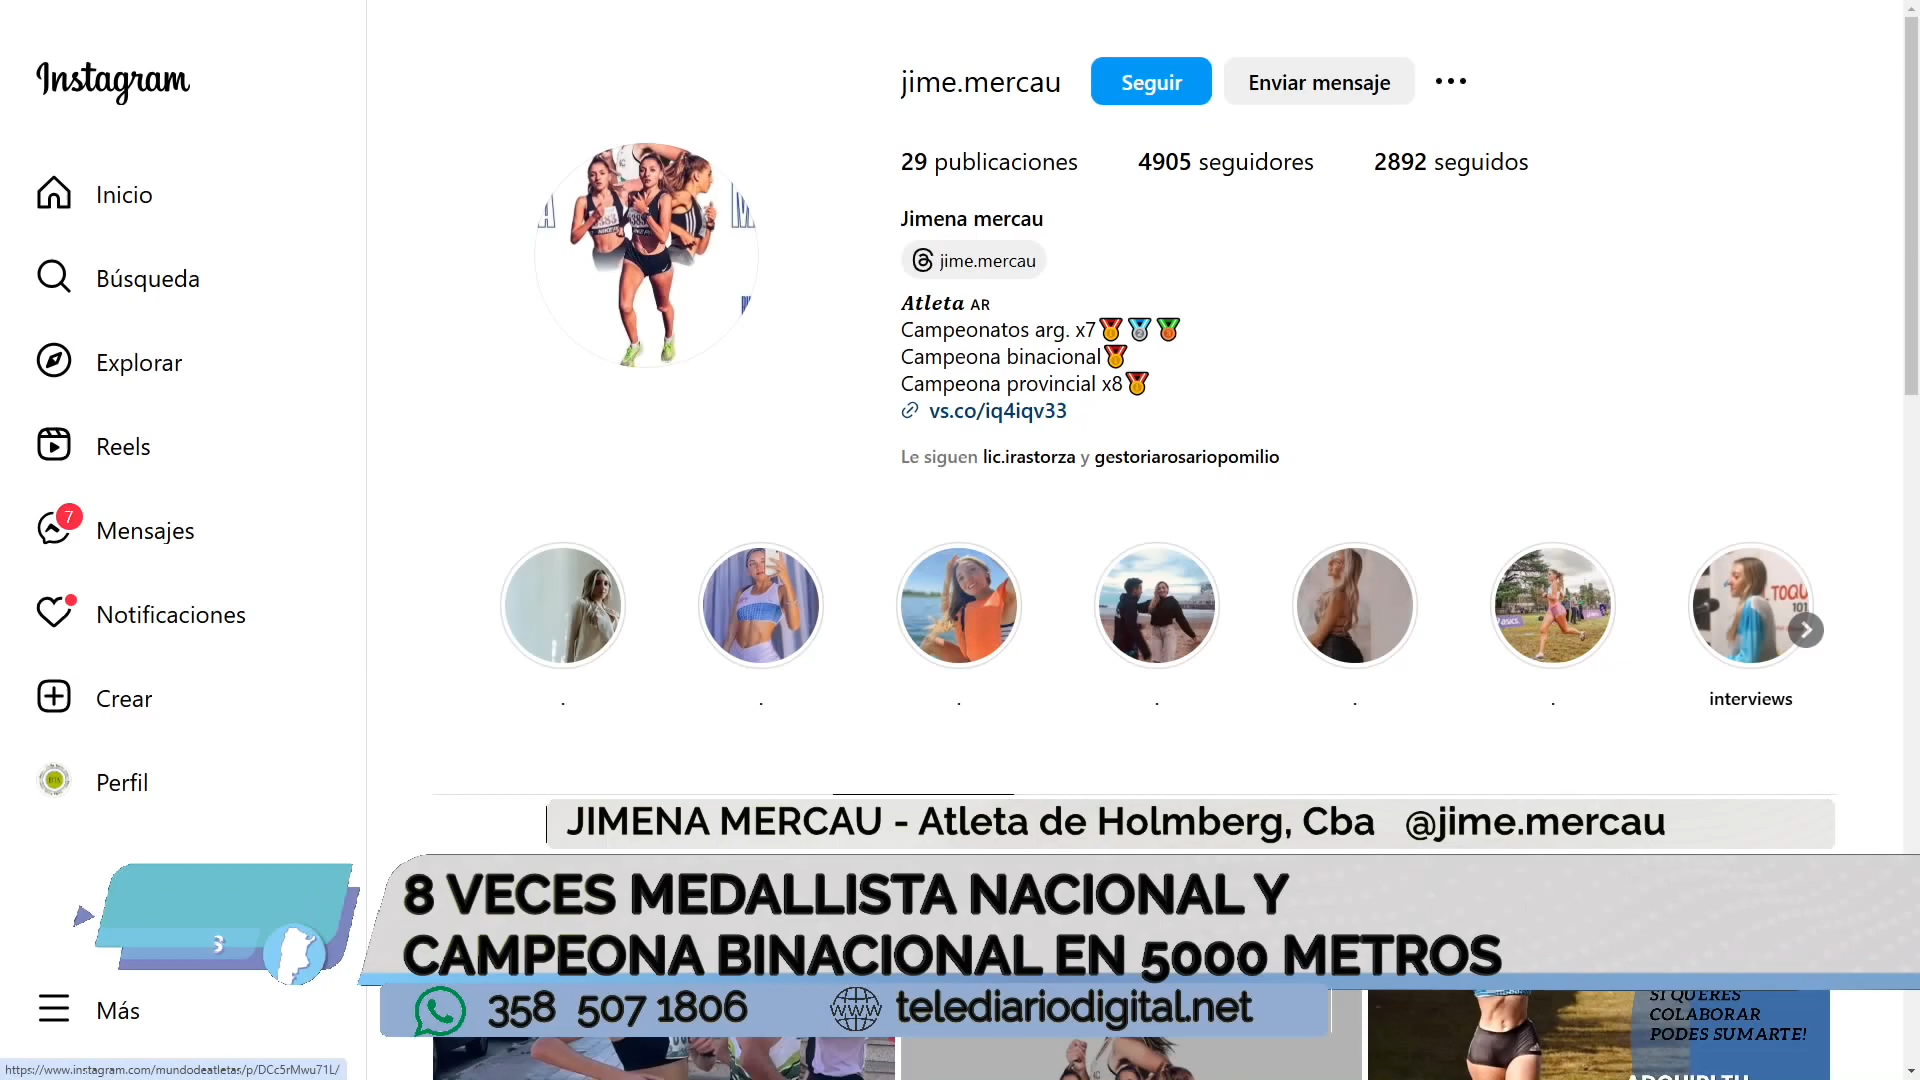 Instagram
Inicio
Búsqueda
Explorar
Reels
7
Mensajes
Notificaciones
Crear
Perfil
Más
jime.mercau
Seguir
Enviar mensaje
29 publicaciones
4905 seguidores
2892 seguidos
Jimena mercau
jime.mercau
Atleta AR
Campeonatos arg. x7
Campeona binacional
Campeona provincial x8
vs.co/iq4iqv33
Le siguen lic.irastorza y gestoriarosariopomilio
asics
TOQU
101
.
.
.
.
.
.
interviews
JIMENA MERCAU - Atleta de Holmberg, Cba @jime.mercau
8 VECES MEDALLISTA NACIONAL Y
CAMPEONA BINACIONAL EN 5000 METROS
358 507 1806
www
telediariodigital.net
SI QUERES
COLABORAR
PODES SUMARTE!
https://www.instagram.com/mundodeatletas/p/DCc5rMwu71L/